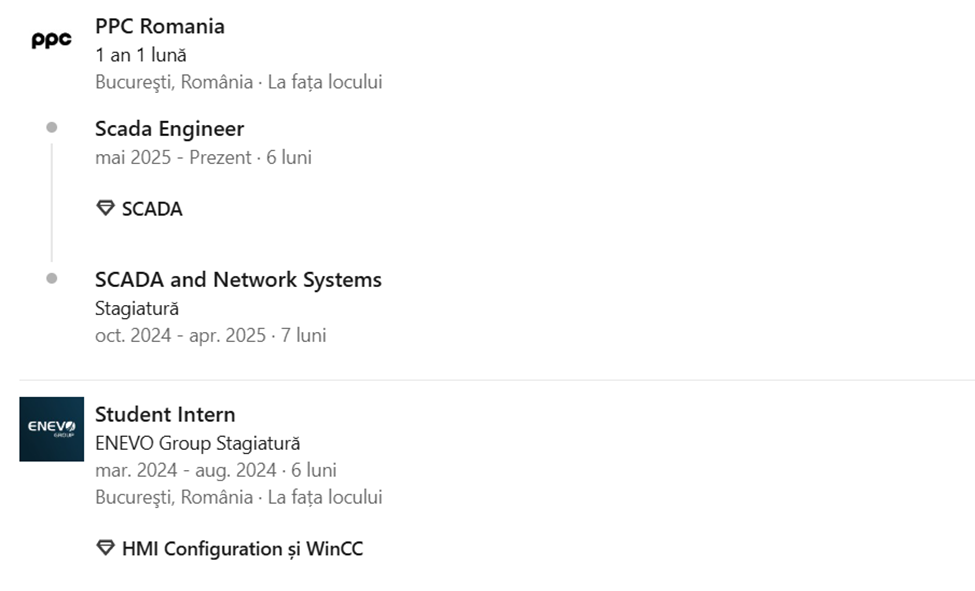 ppc
PPC Romania
1 an 1 lună
Bucureşti, România · La fața locului
Scada Engineer
mai 2025 - Prezent · 6 luni
SCADA
SCADA and Network Systems
Stagiatură
oct. 2024 - apr. 2025 · 7 luni
ENEVO
GROUP
Student Intern
ENEVO Group Stagiatură
mar. 2024 - aug. 2024 · 6 luni
Bucureşti, România · La fața locului
HMI Configuration și WinCC